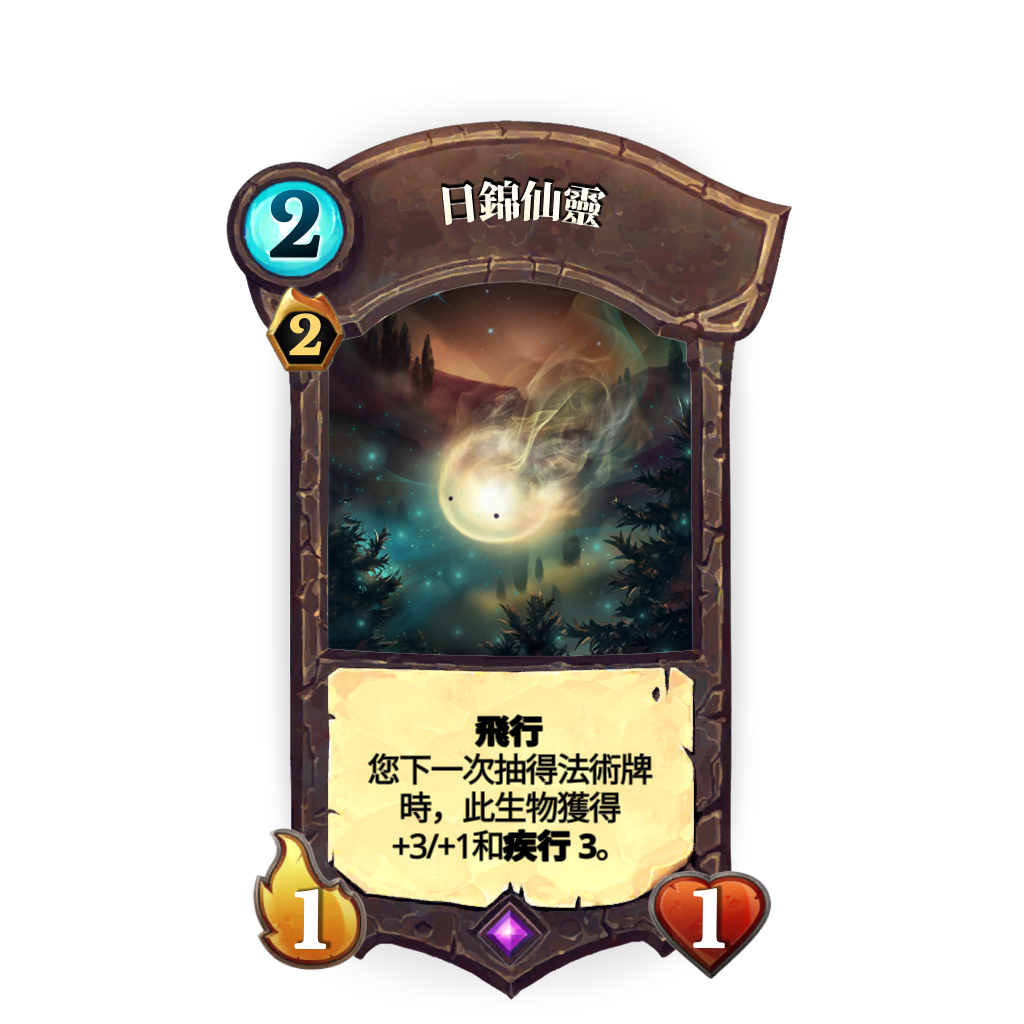 日錦仙靈
2
2
飛行
您下一次抽得法術牌
時，此生物獲得
+3/+1和疾行 3。
1
1